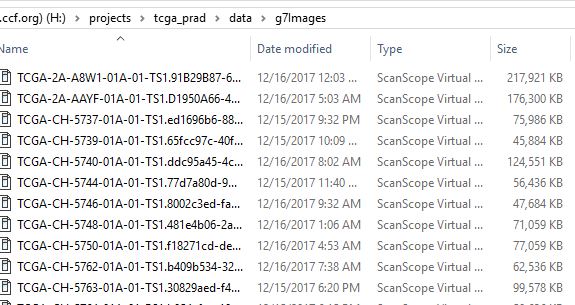 .ccf.org) (H:) > projects > tcga_prad > data > g7Images
Name Date modified Type Size
TCGA-2A-A8W1-01A-01-TS1.91B29B87-6... 12/16/2017 12:03 ... ScanScope Virtual ... 217,921 KB
TCGA-2A-AAYF-01A-01-TS1.D1950A66-4... 12/16/2017 5:03 AM ScanScope Virtual ... 176,300 KB
TCGA-CH-5737-01A-01-TS1.ed1696b6-88... 12/15/2017 9:32 PM ScanScope Virtual ... 75,986 KB
TCGA-CH-5739-01A-01-TS1.65fcc97c-40f... 12/15/2017 10:09 ... ScanScope Virtual ... 45,884 KB
TCGA-CH-5740-01A-01-TS1.ddc95a45-4c... 12/16/2017 8:02 AM ScanScope Virtual ... 124,551 KB
TCGA-CH-5744-01A-01-TS1.77d7a80d-9... 12/15/2017 11:40 ... ScanScope Virtual ... 56,436 KB
TCGA-CH-5746-01A-01-TS1.8002c3ed-fa... 12/16/2017 9:32 AM ScanScope Virtual ... 47,684 KB
TCGA-CH-5748-01A-01-TS1.481e4b06-2a... 12/16/2017 1:06 AM ScanScope Virtual ... 71,059 KB
TCGA-CH-5750-01A-01-TS1.f18271cd-de... 12/16/2017 4:53 AM ScanScope Virtual ... 77,059 KB
TCGA-CH-5762-01A-01-TS1.b409b534-32... 12/16/2017 7:38 AM ScanScope Virtual ... 62,536 KB
TCGA-CH-5763-01A-01-TS1.30829aed-f4... 12/15/2017 6:20 PM ScanScope Virtual ... 99,578 KB